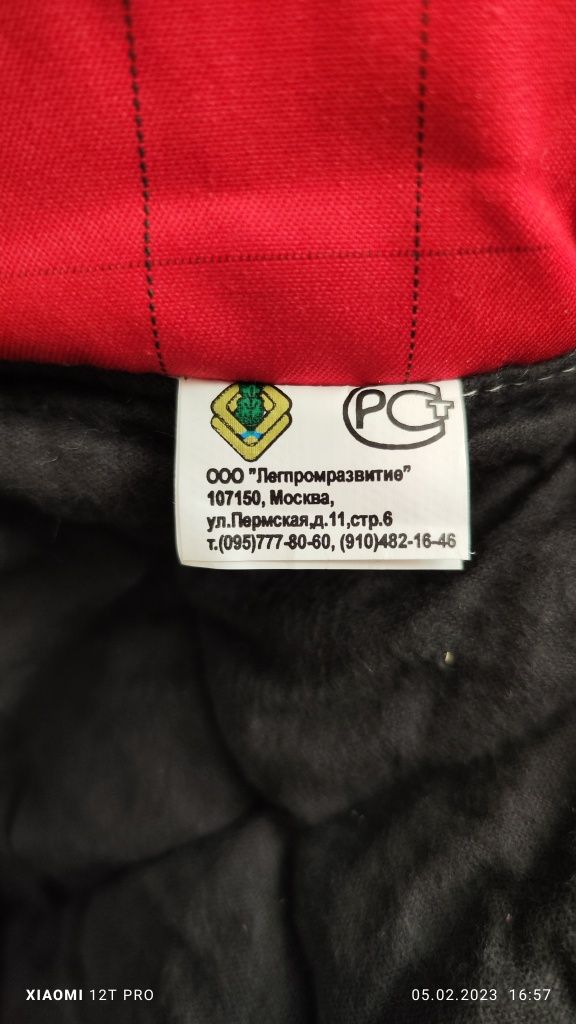 РСТ
ООО "Легпромразвитие"
107150, Москва,
ул.Пермская,д.11,стр.6
т.(095)777-80-60, (910)482-16-46
XIAOMI 12T PRO
05.02.2023 16:57